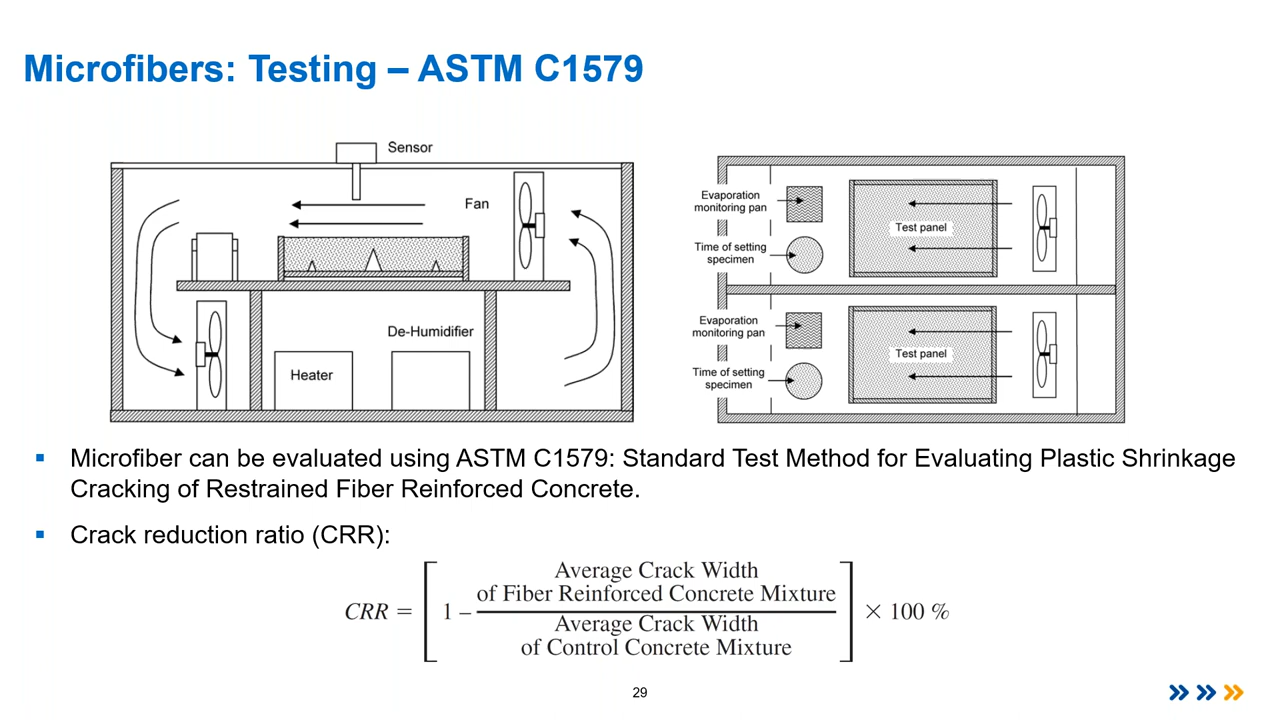 Microfibers: Testing – ASTM C1579
Sensor
Fan
De-Humidifier
Heater
Evaporation
monitoring pan
Test panel
Time of setting
specimen
Evaporation
monitoring pan
Test panel
Time of setting
specimen
▪ Microfiber can be evaluated using ASTM C1579: Standard Test Method for Evaluating Plastic Shrinkage
Cracking of Restrained Fiber Reinforced Concrete.
▪ Crack reduction ratio (CRR):
Average Crack Width
of Fiber Reinforced Concrete Mixture
CRR = [ 1 – ] × 100 %
Average Crack Width
of Control Concrete Mixture
29